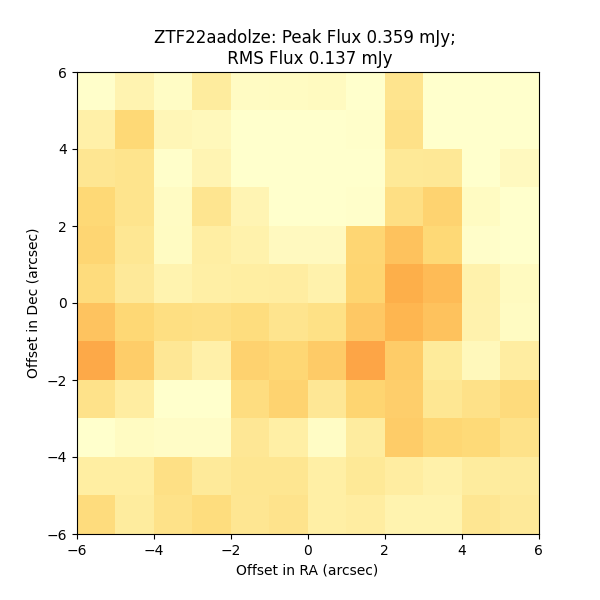 ZTF22aadolze: Peak Flux 0.359 mJy;
RMS Flux 0.137 mJy
6
4
2
0
−2
−4
−6
Offset in Dec (arcsec)
−6 −4 −2 0 2 4 6
Offset in RA (arcsec)